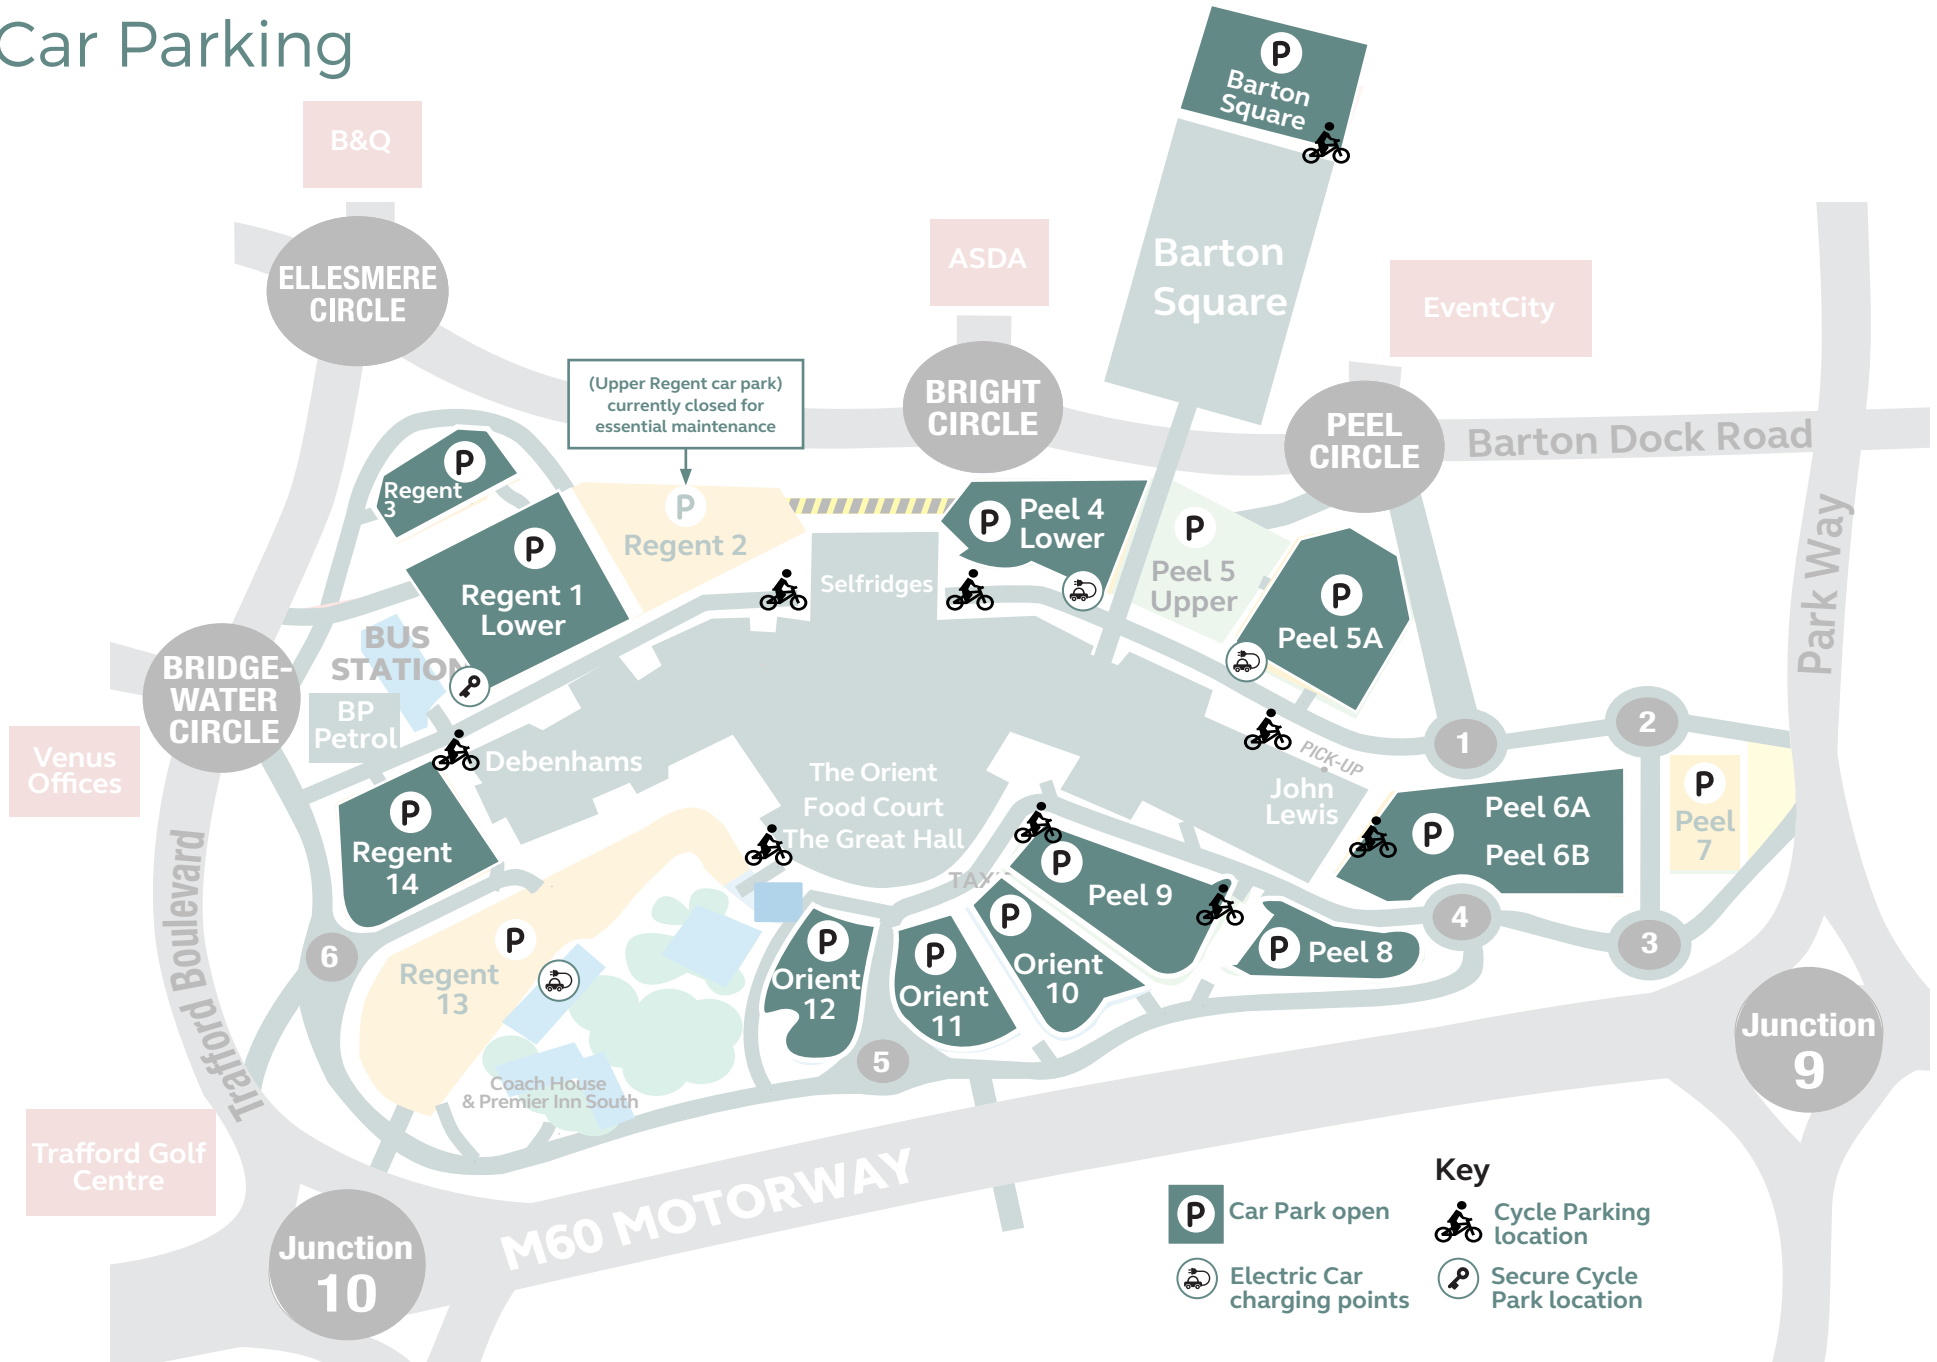 Car Parking
P
Barton
Square
B&Q
ASDA
Barton
Square
EventCity
ELLESMERE
CIRCLE
(Upper Regent car park)
currently closed for
essential maintenance
BRIGHT
CIRCLE
PEEL
CIRCLE
Barton Dock Road
Park Way
P
Regent
3
P
Regent 2
P
Peel 4
Lower
P
Peel 5
Upper
P
Regent 1
Lower
Selfridges
P
Peel 5A
BUS
STATION
BRIDGE-
WATER
CIRCLE
BP
Petrol
Venus
Offices
Debenhams
The Orient
Food Court
The Great Hall
PICK-UP
John
Lewis
1
2
P
Peel 6A
Peel 6B
P
Peel
7
P
Regent
14
TAXI
P
Peel 9
P
Orient
10
P
Peel 8
4
3
6
P
Regent
13
P
Orient
12
P
Orient
11
5
Trafford Boulevard
Coach House
& Premier Inn South
Junction
9
Trafford Golf
Centre
Junction
10
M60 MOTORWAY
Key
P
Car Park open
Cycle Parking
location
Electric Car
charging points
Secure Cycle
Park location